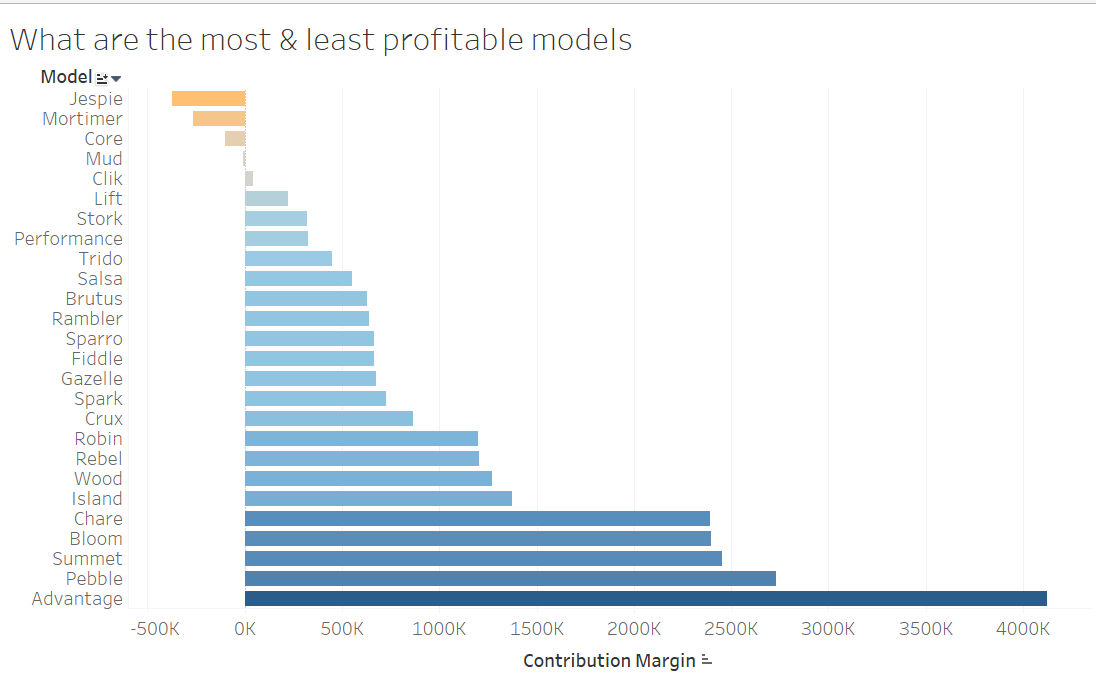 What are the most & least profitable models
Model
Jespie
Mortimer
Core
Mud
Clik
Lift
Stork
Performance
Trido
Salsa
Brutus
Rambler
Sparro
Fiddle
Gazelle
Spark
Crux
Robin
Rebel
Wood
Island
Chare
Bloom
Summet
Pebble
Advantage
-500K 0K 500K 1000K 1500K 2000K 2500K 3000K 3500K 4000K
Contribution Margin